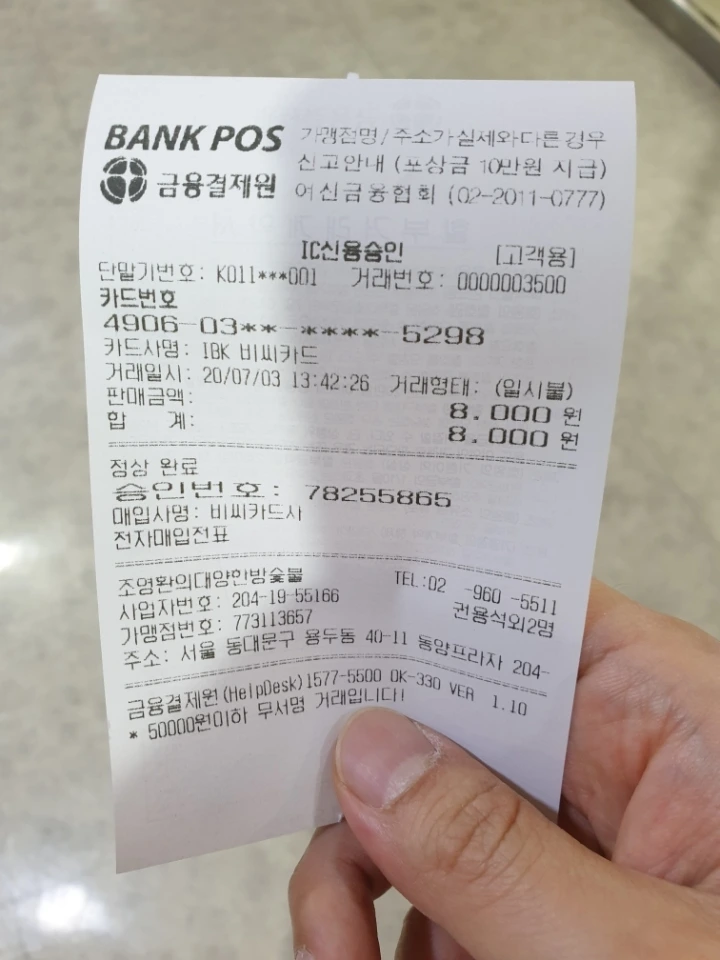 BANK POS 가맹점명/주소가실제와다른경우
신고안내 (포상금 10만원 지급)
금융결제원 여신금융협회 (02-2011-0777)
IC신용승인 [고객용]
단말기번호: K011***001 거래번호: 0000003500
카드번호
4906-03**-****-5298
카드사명: IBK 비씨카드
거래일시: 20/07/03 13:42:26 거래형태: (일시불)
판매금액: 8.000 원
합 계: 8.000 원
정상 완료
승인번호: 78255865
매입사명: 비씨카드사
전자매입전표
조영환의대양한방숯불 TEL:02 -960 -5511
사업자번호: 204-19-55166 권용석외2명
가맹점번호: 773113657
주소: 서울 동대문구 용두동 40-11 동양프라자 204-
금융결제원(HelpDesk)1577-5500 OK-330 VER 1.10
* 50000원이하 무서명 거래입니다!